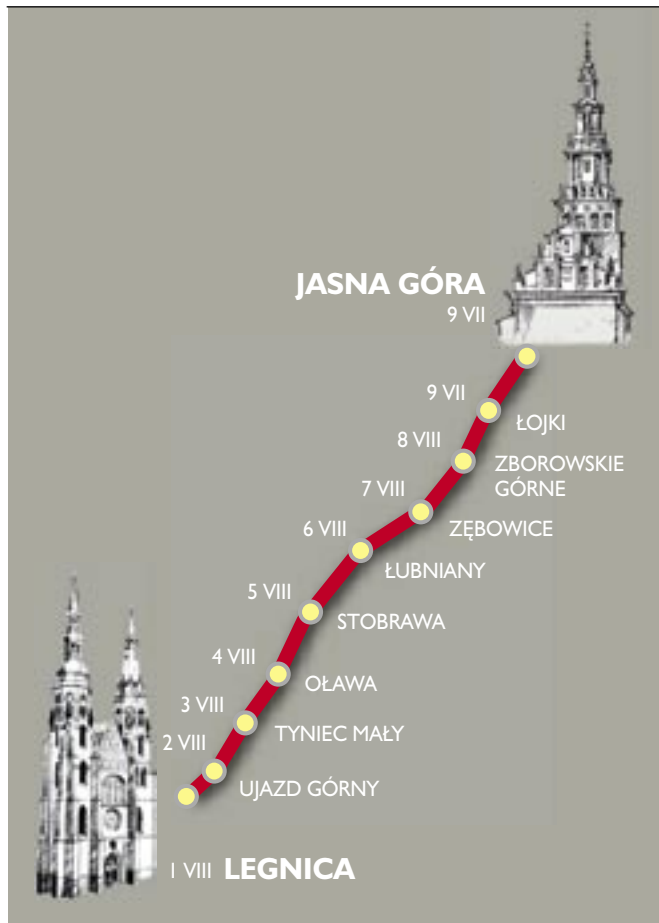 JASNA GÓRA
9 VII
9 VII
ŁOJKI
8 VIII
ZBOROWSKIE
GÓRNE
7 VIII
ZĘBOWICE
6 VIII
ŁUBNIANY
5 VIII
STOBRAWA
4 VIII
OŁAWA
3 VIII
TYNIEC MAŁY
2 VIII
UJAZD GÓRNY
1 VIII LEGNICA